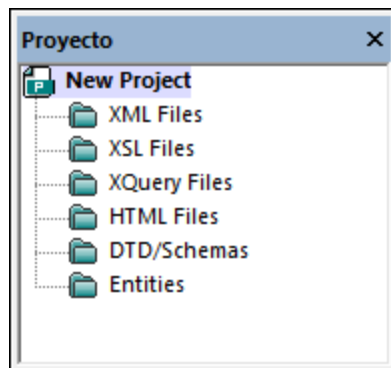 Proyecto
New Project
XML Files
XSL Files
XQuery Files
HTML Files
DTD/Schemas
Entities